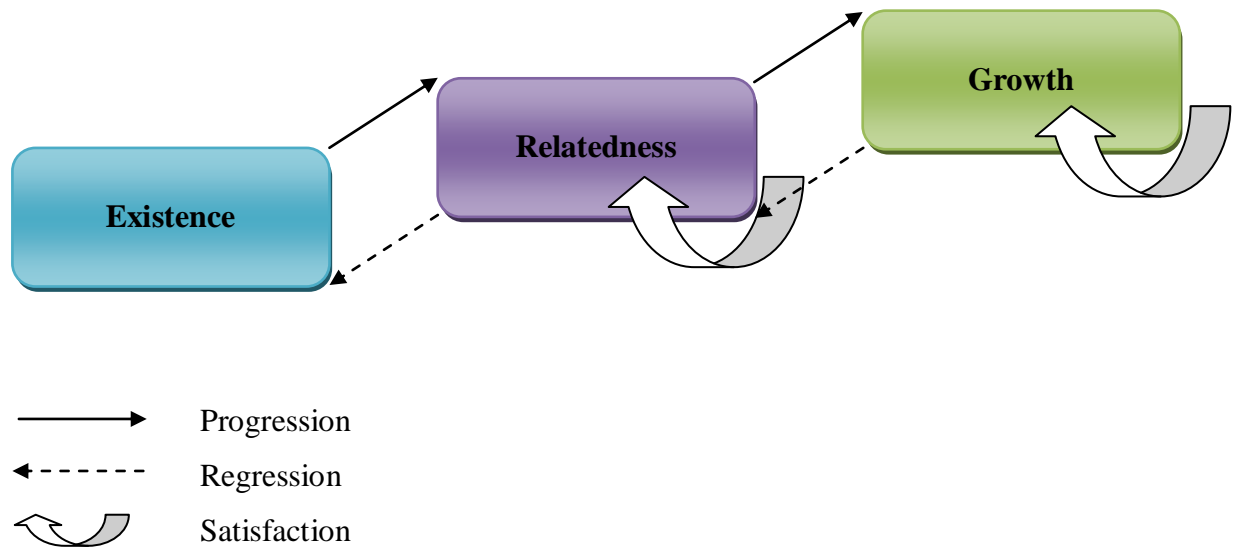 Growth
Relatedness
Existence
Progression
Regression
Satisfaction